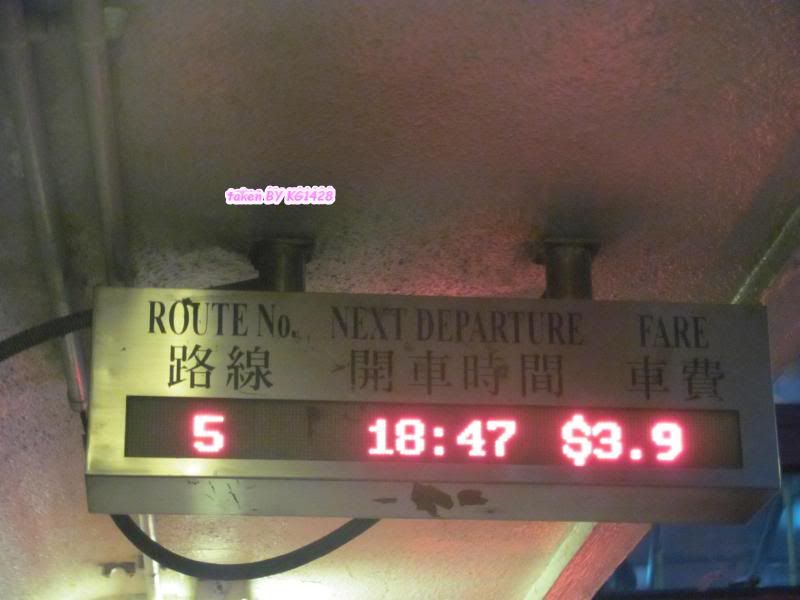 taken BY KG1428
ROUTE No. NEXT DEPARTURE FARE
路線 開車時間 車費
5 18:47 $3.9